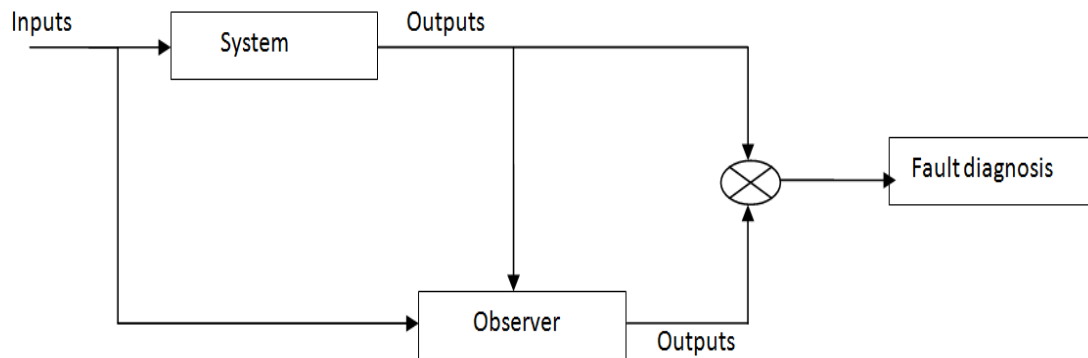 Inputs
System
Outputs
Fault diagnosis
Observer
Outputs